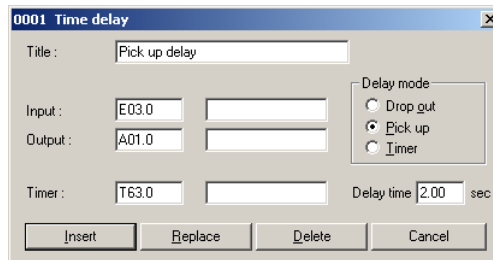 0001 Time delay
Title : Pick up delay
Delay mode
Input : E03.0 Drop out
Output : A01.0 Pick up
Timer
Timer : T63.0 Delay time 2.00 sec
Insert Replace Delete Cancel